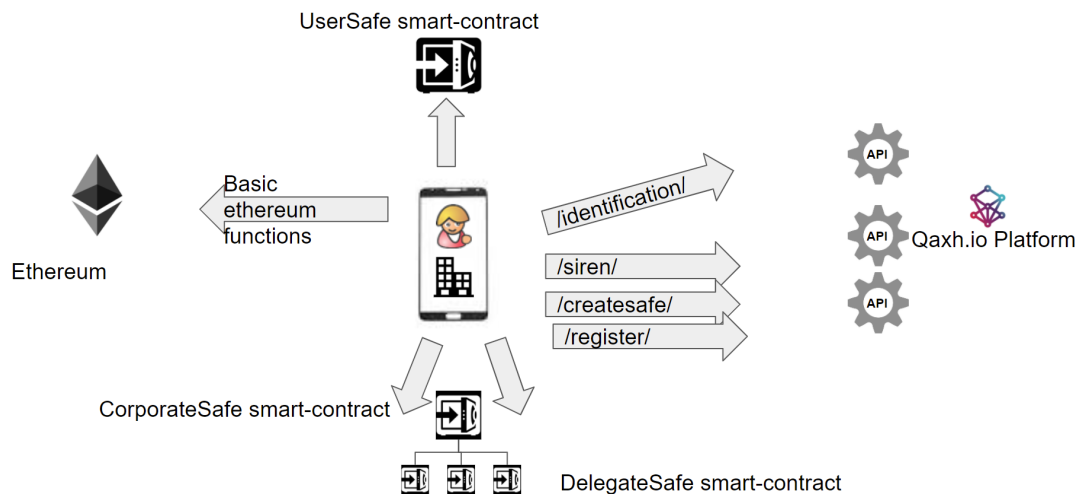 UserSafe smart-contract
Basic
ethereum
functions
Ethereum
/identification/
/siren/
/createsafe/
/register/
API
API
API
Qaxh.io Platform
CorporateSafe smart-contract
DelegateSafe smart-contract